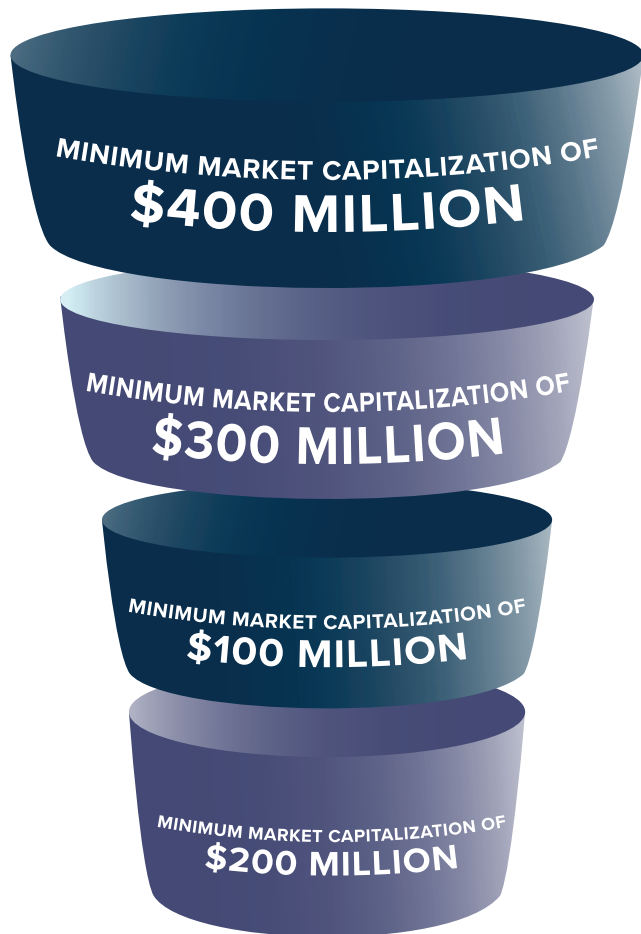 MINIMUM MARKET CAPITALIZATION OF
$400 MILLION
MINIMUM MARKET CAPITALIZATION OF
$300 MILLION
MINIMUM MARKET CAPITALIZATION OF
$100 MILLION
MINIMUM MARKET CAPITALIZATION OF
$200 MILLION